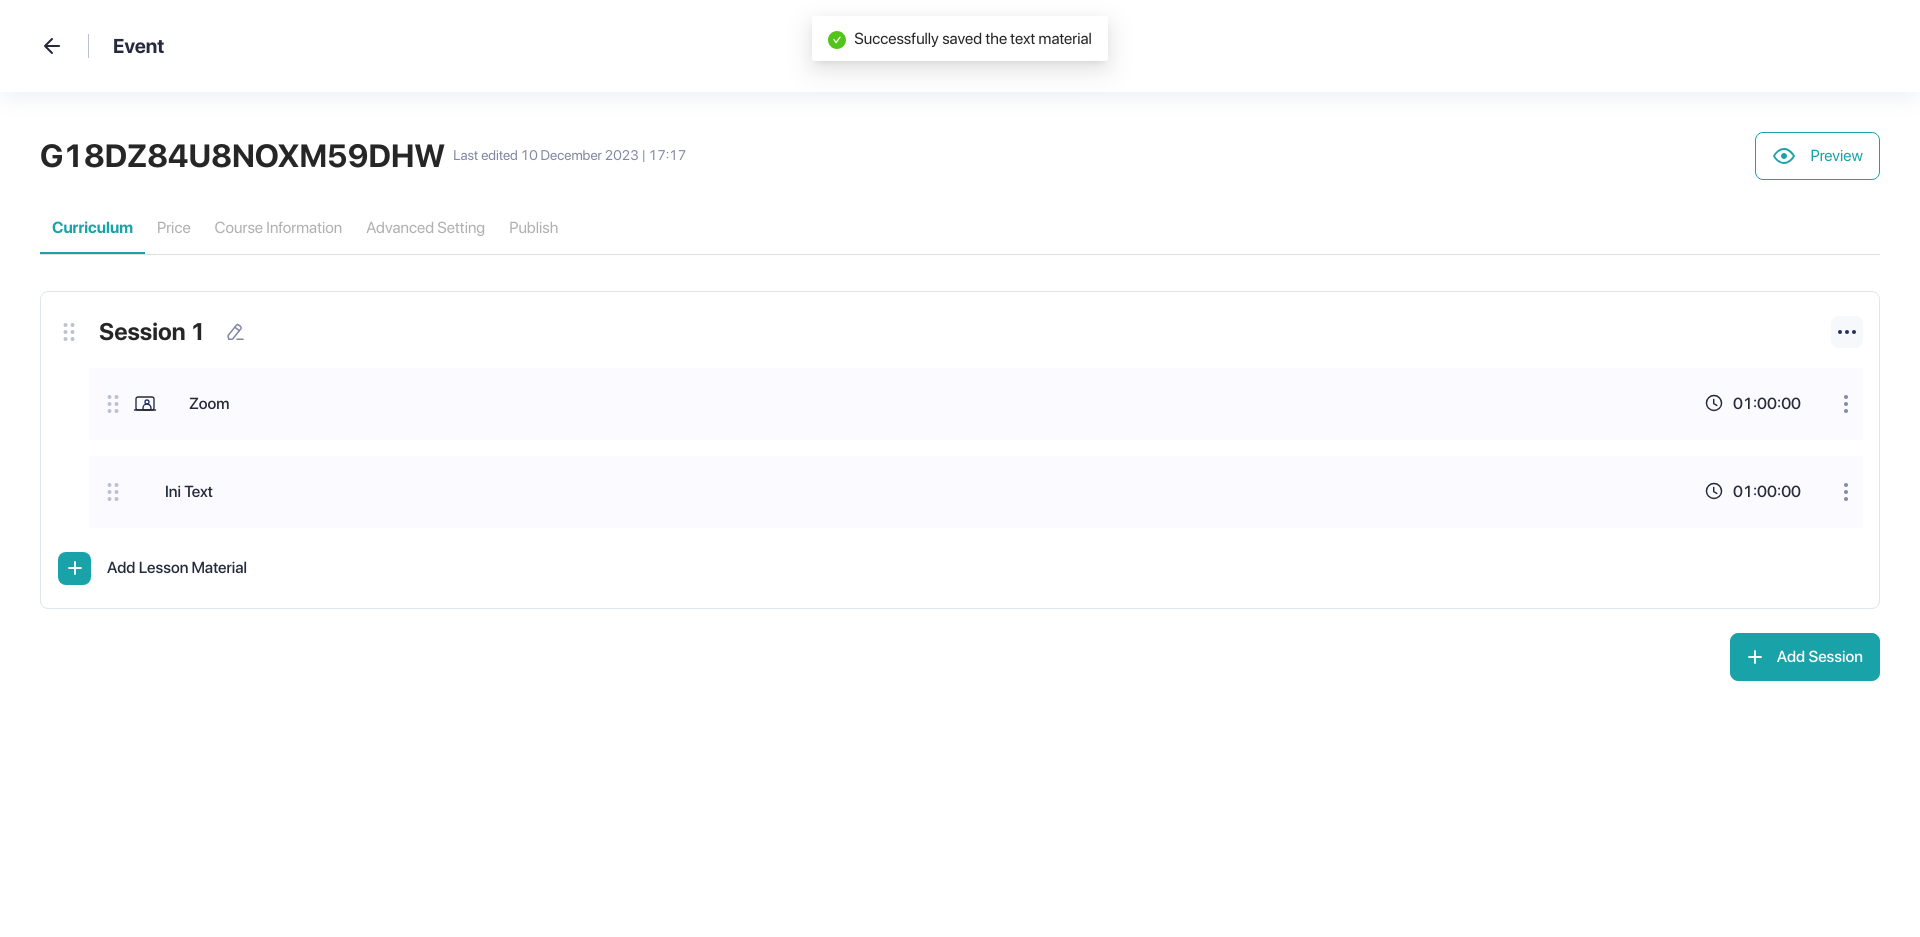 Event
Successfully saved the text material
G18DZ84U8NOXM59DHW Last edited 10 December 2023 | 17:17
Preview
Curriculum Price Course Information Advanced Setting Publish
Session 1
Zoom 01:00:00
Ini Text 01:00:00
Add Lesson Material
Add Session